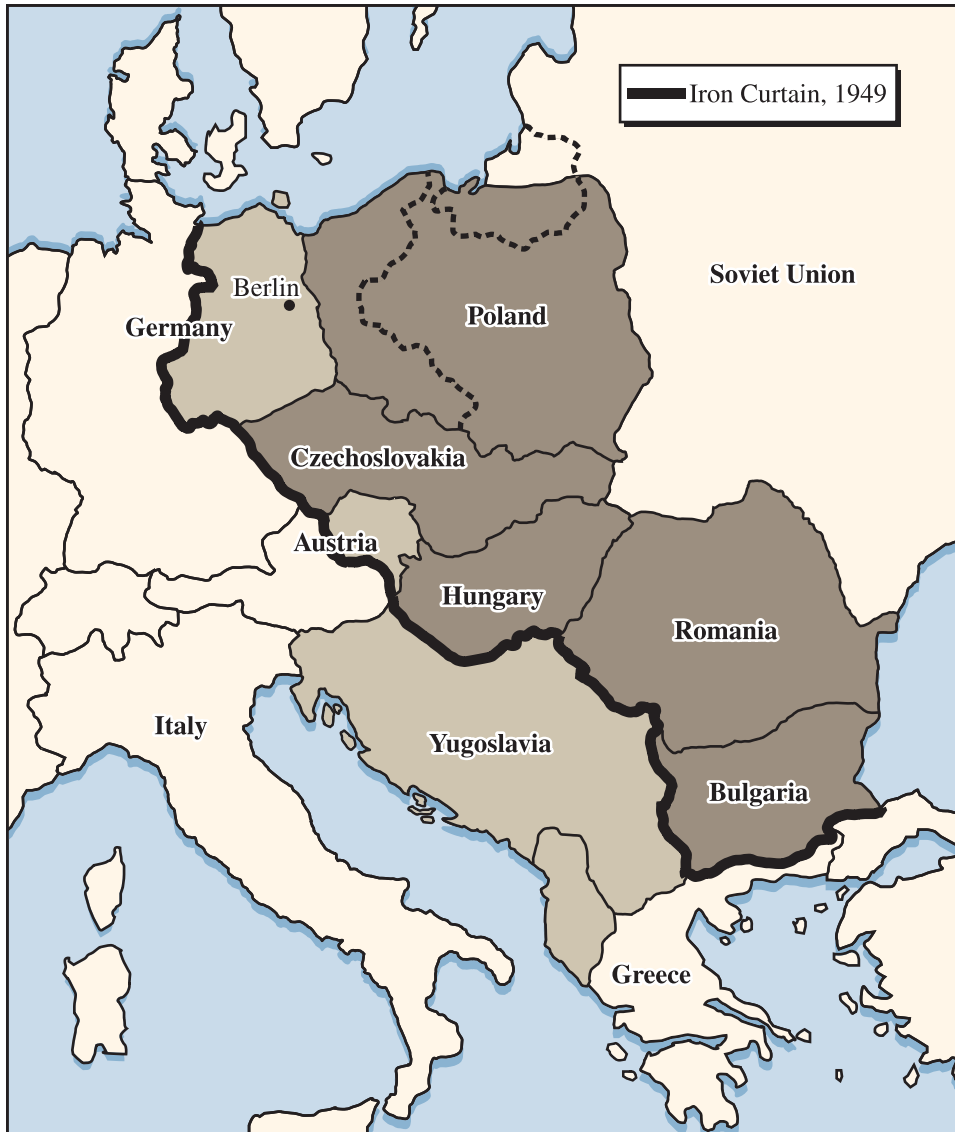 Iron Curtain, 1949
Soviet Union
Berlin
Germany
Poland
Czechoslovakia
Austria
Hungary
Romania
Italy
Yugoslavia
Bulgaria
Greece